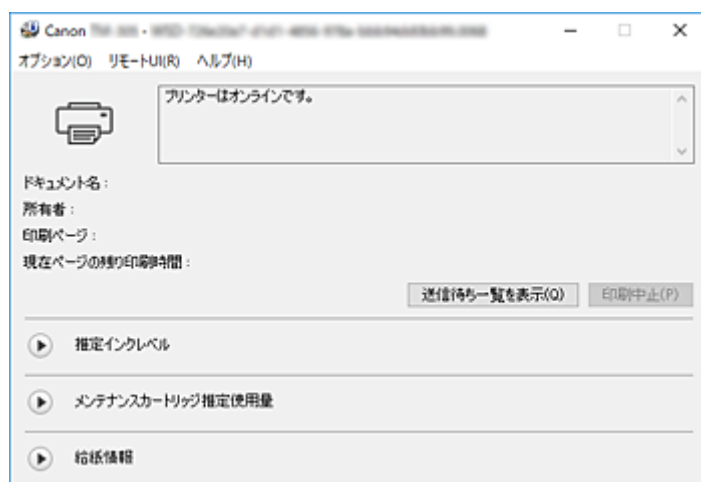 Canon
オプション(O) リモートUI(R) ヘルプ(H)
プリンターはオンラインです。
ドキュメント名 :
所有者 :
印刷ページ :
現在ページの残り印刷時間 :
送信待ち一覧を表示(Q) 印刷中止(P)
推定インクレベル
メンテナンスカートリッジ推定使用量
給紙情報